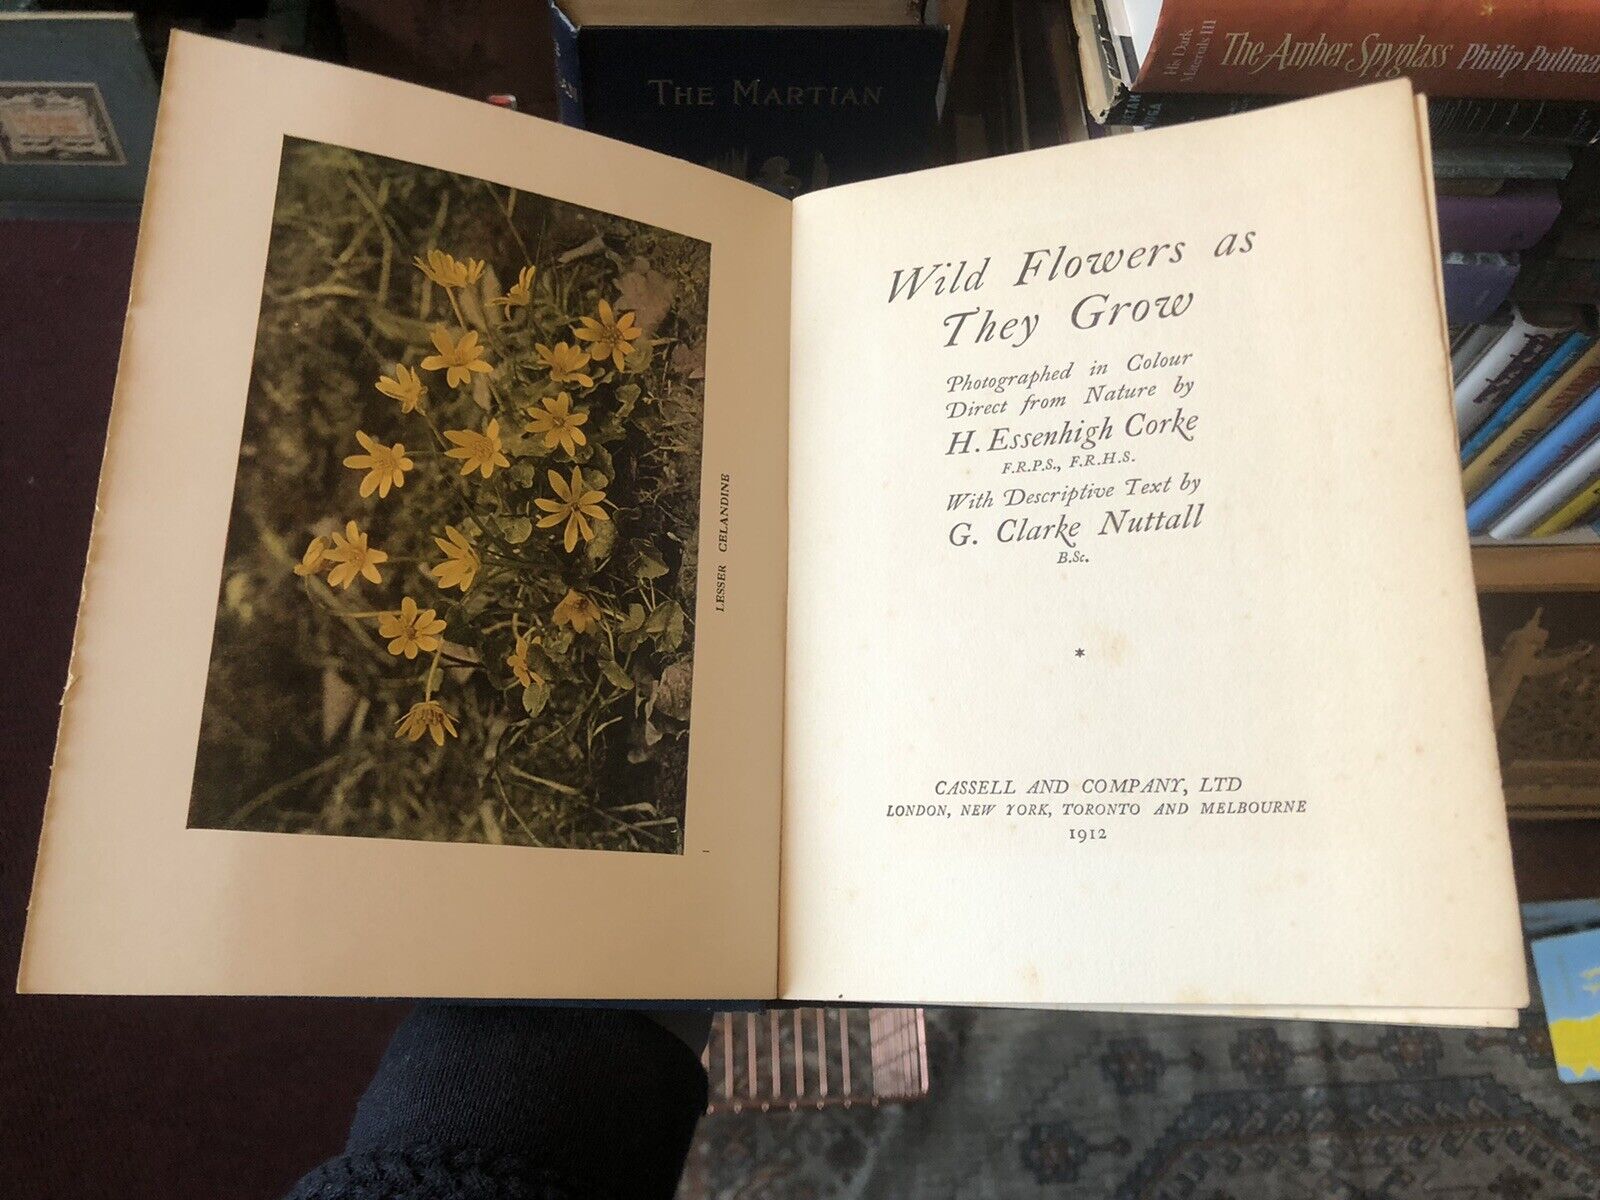 THE MARTIAN
His Dark
Materials III
The Amber Spyglass Philip Pullman
LESSER CELANDINE
1
Wild Flowers as
They Grow
Photographed in Colour
Direct from Nature by
H. Essenhigh Corke
F.R.P.S., F.R.H.S.
With Descriptive Text by
G. Clarke Nuttall
B.Sc.
*
CASSELL AND COMPANY, LTD
LONDON, NEW YORK, TORONTO AND MELBOURNE
1912